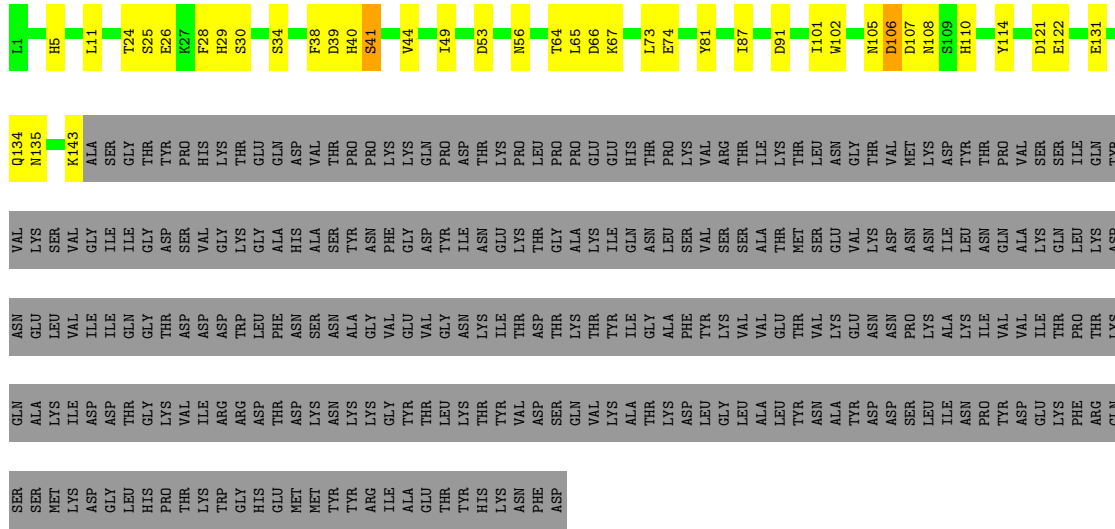 L1 H5 L11 T24 S25 E26 K27 F28 H29 S30 S34 F38 D39 H40 S41 V44 I49 D53 N56 T64 L65 D66 K67 L73 E74 Y81 I87 D91 I101 W102 N105 D106 D107 N108 S109 H110 Y114 D121 E122 E131
Q134 N135 K143 ALA SER GLY THR TYR PRO HIS LYS THR GLU GLN ASP VAL THR PRO PRO LYS LYS GLN PRO ASP THR LYS PRO LEU PRO PRO GLU GLU HIS THR PRO LYS VAL ARG THR ILE LYS THR LEU ASN GLY THR VAL MET LYS ASP TYR THR PRO VAL SER SER ILE GLN TYR
VAL LYS SER VAL GLY ILE ILE GLY ASP SER VAL GLY LYS GLY ALA HIS ALA SER TYR ASN PHE GLY ASP TYR ILE ASN GLU LYS THR GLY ALA LYS ILE GLN ASN LEU SER VAL SER SER ALA THR MET SER GLU VAL LYS ASP ASN ASN ILE LEU ASN GLN ALA LYS GLN LEU LYS ASP
ASN GLU LEU VAL ILE ILE GLN GLY THR ASP ASP ASP TRP LEU PHE ASN SER ASN ALA GLY VAL GLU VAL GLY ASN LYS ILE THR ASP THR LYS THR TYR ILE GLY ALA PHE TYR LYS VAL VAL GLU THR VAL LYS GLU ASN ASN PRO LYS ALA LYS ILE VAL VAL ILE THR PRO THR LYS
GLN ALA LYS ILE ASP ASP THR GLY LYS VAL ILE ARG ARG ASP THR ASP LYS ASN LYS LYS GLY TYR THR LEU LYS THR TYR VAL ASP SER GLN VAL LYS ALA THR LYS ASP LEU GLY LEU ALA LEU TYR ASN ALA TYR ASP ASP SER LEU ILE ASN PRO TYR ASP GLU LYS PHE ARG GLN
SER SER MET LYS ASP GLY LEU HIS PRO THR LYS TRP GLY HIS GLU MET MET TYR TYR ARG ILE ALA GLU THR TYR HIS LYS ASN PHE ASP